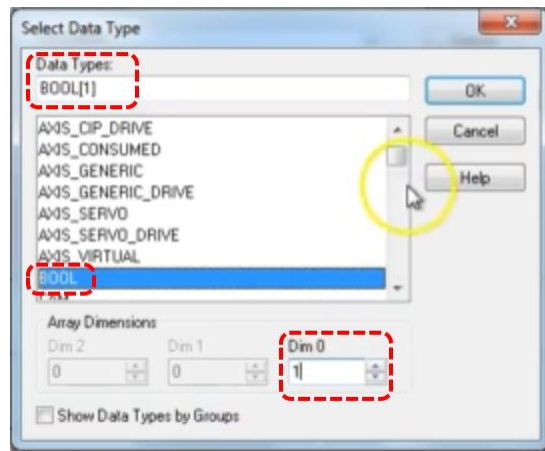 Select Data Type
Data Types:
BOOL[1]
OK
AXIS_CIP_DRIVE
Cancel
AXIS_CONSUMED
AXIS_GENERIC
Help
AXIS_GENERIC_DRIVE
AXIS_SERVO
AXIS_SERVO_DRIVE
AXIS_VIRTUAL
BOOL
Array Dimensions
Dim 2 Dim 1 Dim 0
0 0 1
Show Data Types by Groups